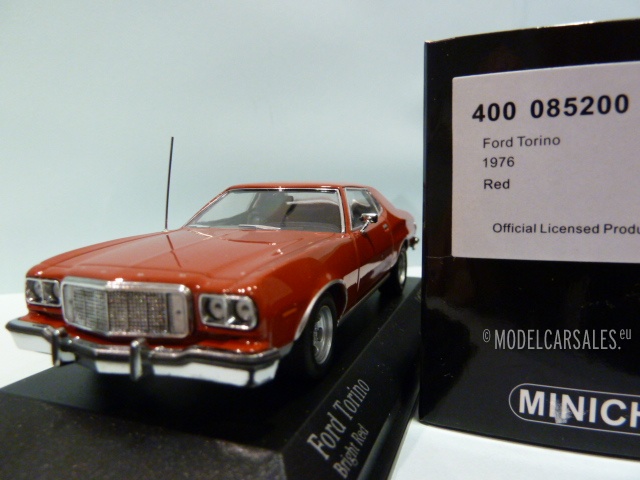 400 085200
Ford Torino
1976
Red
Official Licensed Produ
© MODELCARSALES.eu
MINICH
Ford Torino
Bright Red